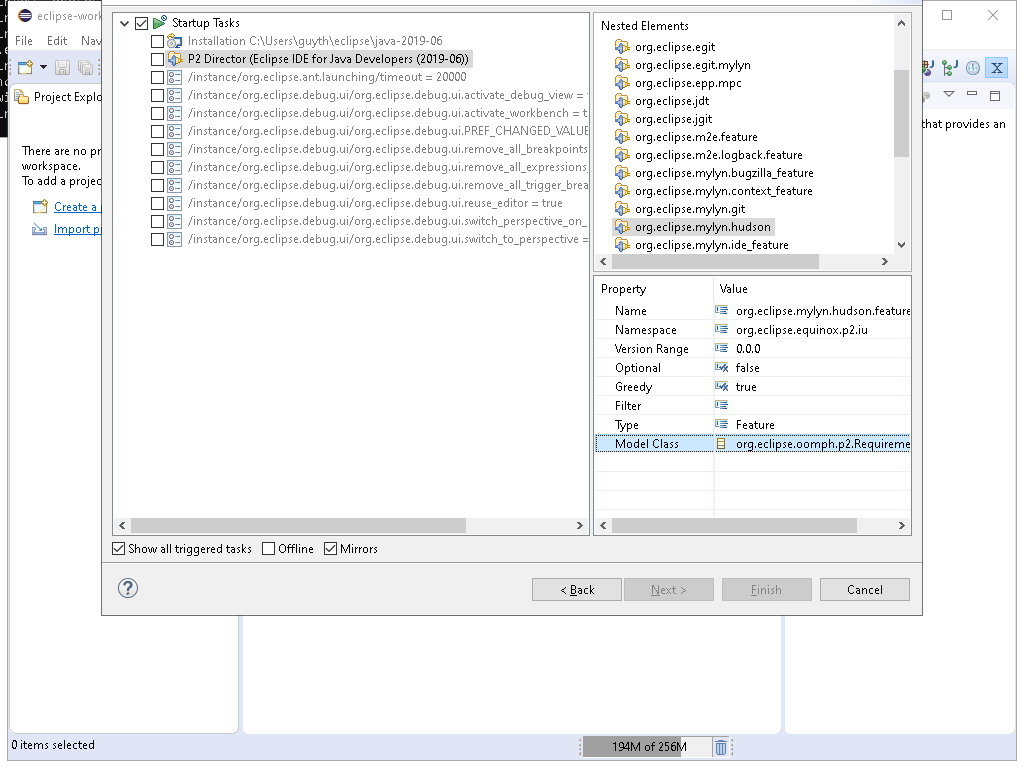 eclipse-work
File Edit Nav
Project Explo
There are no pr
workspace.
To add a projec
Create a
Import pr
Startup Tasks
Installation C:\Users\guyth\eclipse\java-2019-06
P2 Director (Eclipse IDE for Java Developers (2019-06))
/instance/org.eclipse.ant.launching/timeout = 20000
/instance/org.eclipse.debug.ui/org.eclipse.debug.ui.activate_debug_view =
/instance/org.eclipse.debug.ui/org.eclipse.debug.ui.activate_workbench = t
/instance/org.eclipse.debug.ui/org.eclipse.debug.ui.PREF_CHANGED_VALUE
/instance/org.eclipse.debug.ui/org.eclipse.debug.ui.remove_all_breakpoints
/instance/org.eclipse.debug.ui/org.eclipse.debug.ui.remove_all_expressions
/instance/org.eclipse.debug.ui/org.eclipse.debug.ui.remove_all_trigger_brea
/instance/org.eclipse.debug.ui/org.eclipse.debug.ui.reuse_editor = true
/instance/org.eclipse.debug.ui/org.eclipse.debug.ui.switch_perspective_on_
/instance/org.eclipse.debug.ui/org.eclipse.debug.ui.switch_to_perspective =
Nested Elements
org.eclipse.egit
org.eclipse.egit.mylyn
org.eclipse.epp.mpc
org.eclipse.jdt
org.eclipse.jgit
org.eclipse.m2e.feature
org.eclipse.m2e.logback.feature
org.eclipse.mylyn.bugzilla_feature
org.eclipse.mylyn.context_feature
org.eclipse.mylyn.git
org.eclipse.mylyn.hudson
org.eclipse.mylyn.ide_feature
Property Value
Name org.eclipse.mylyn.hudson.feature
Namespace org.eclipse.equinox.p2.iu
Version Range 0.0.0
Optional false
Greedy true
Filter
Type Feature
Model Class org.eclipse.oomph.p2.Requireme
that provides an
Show all triggered tasks Offline Mirrors
< Back Next > Finish Cancel
0 items selected
194M of 256M